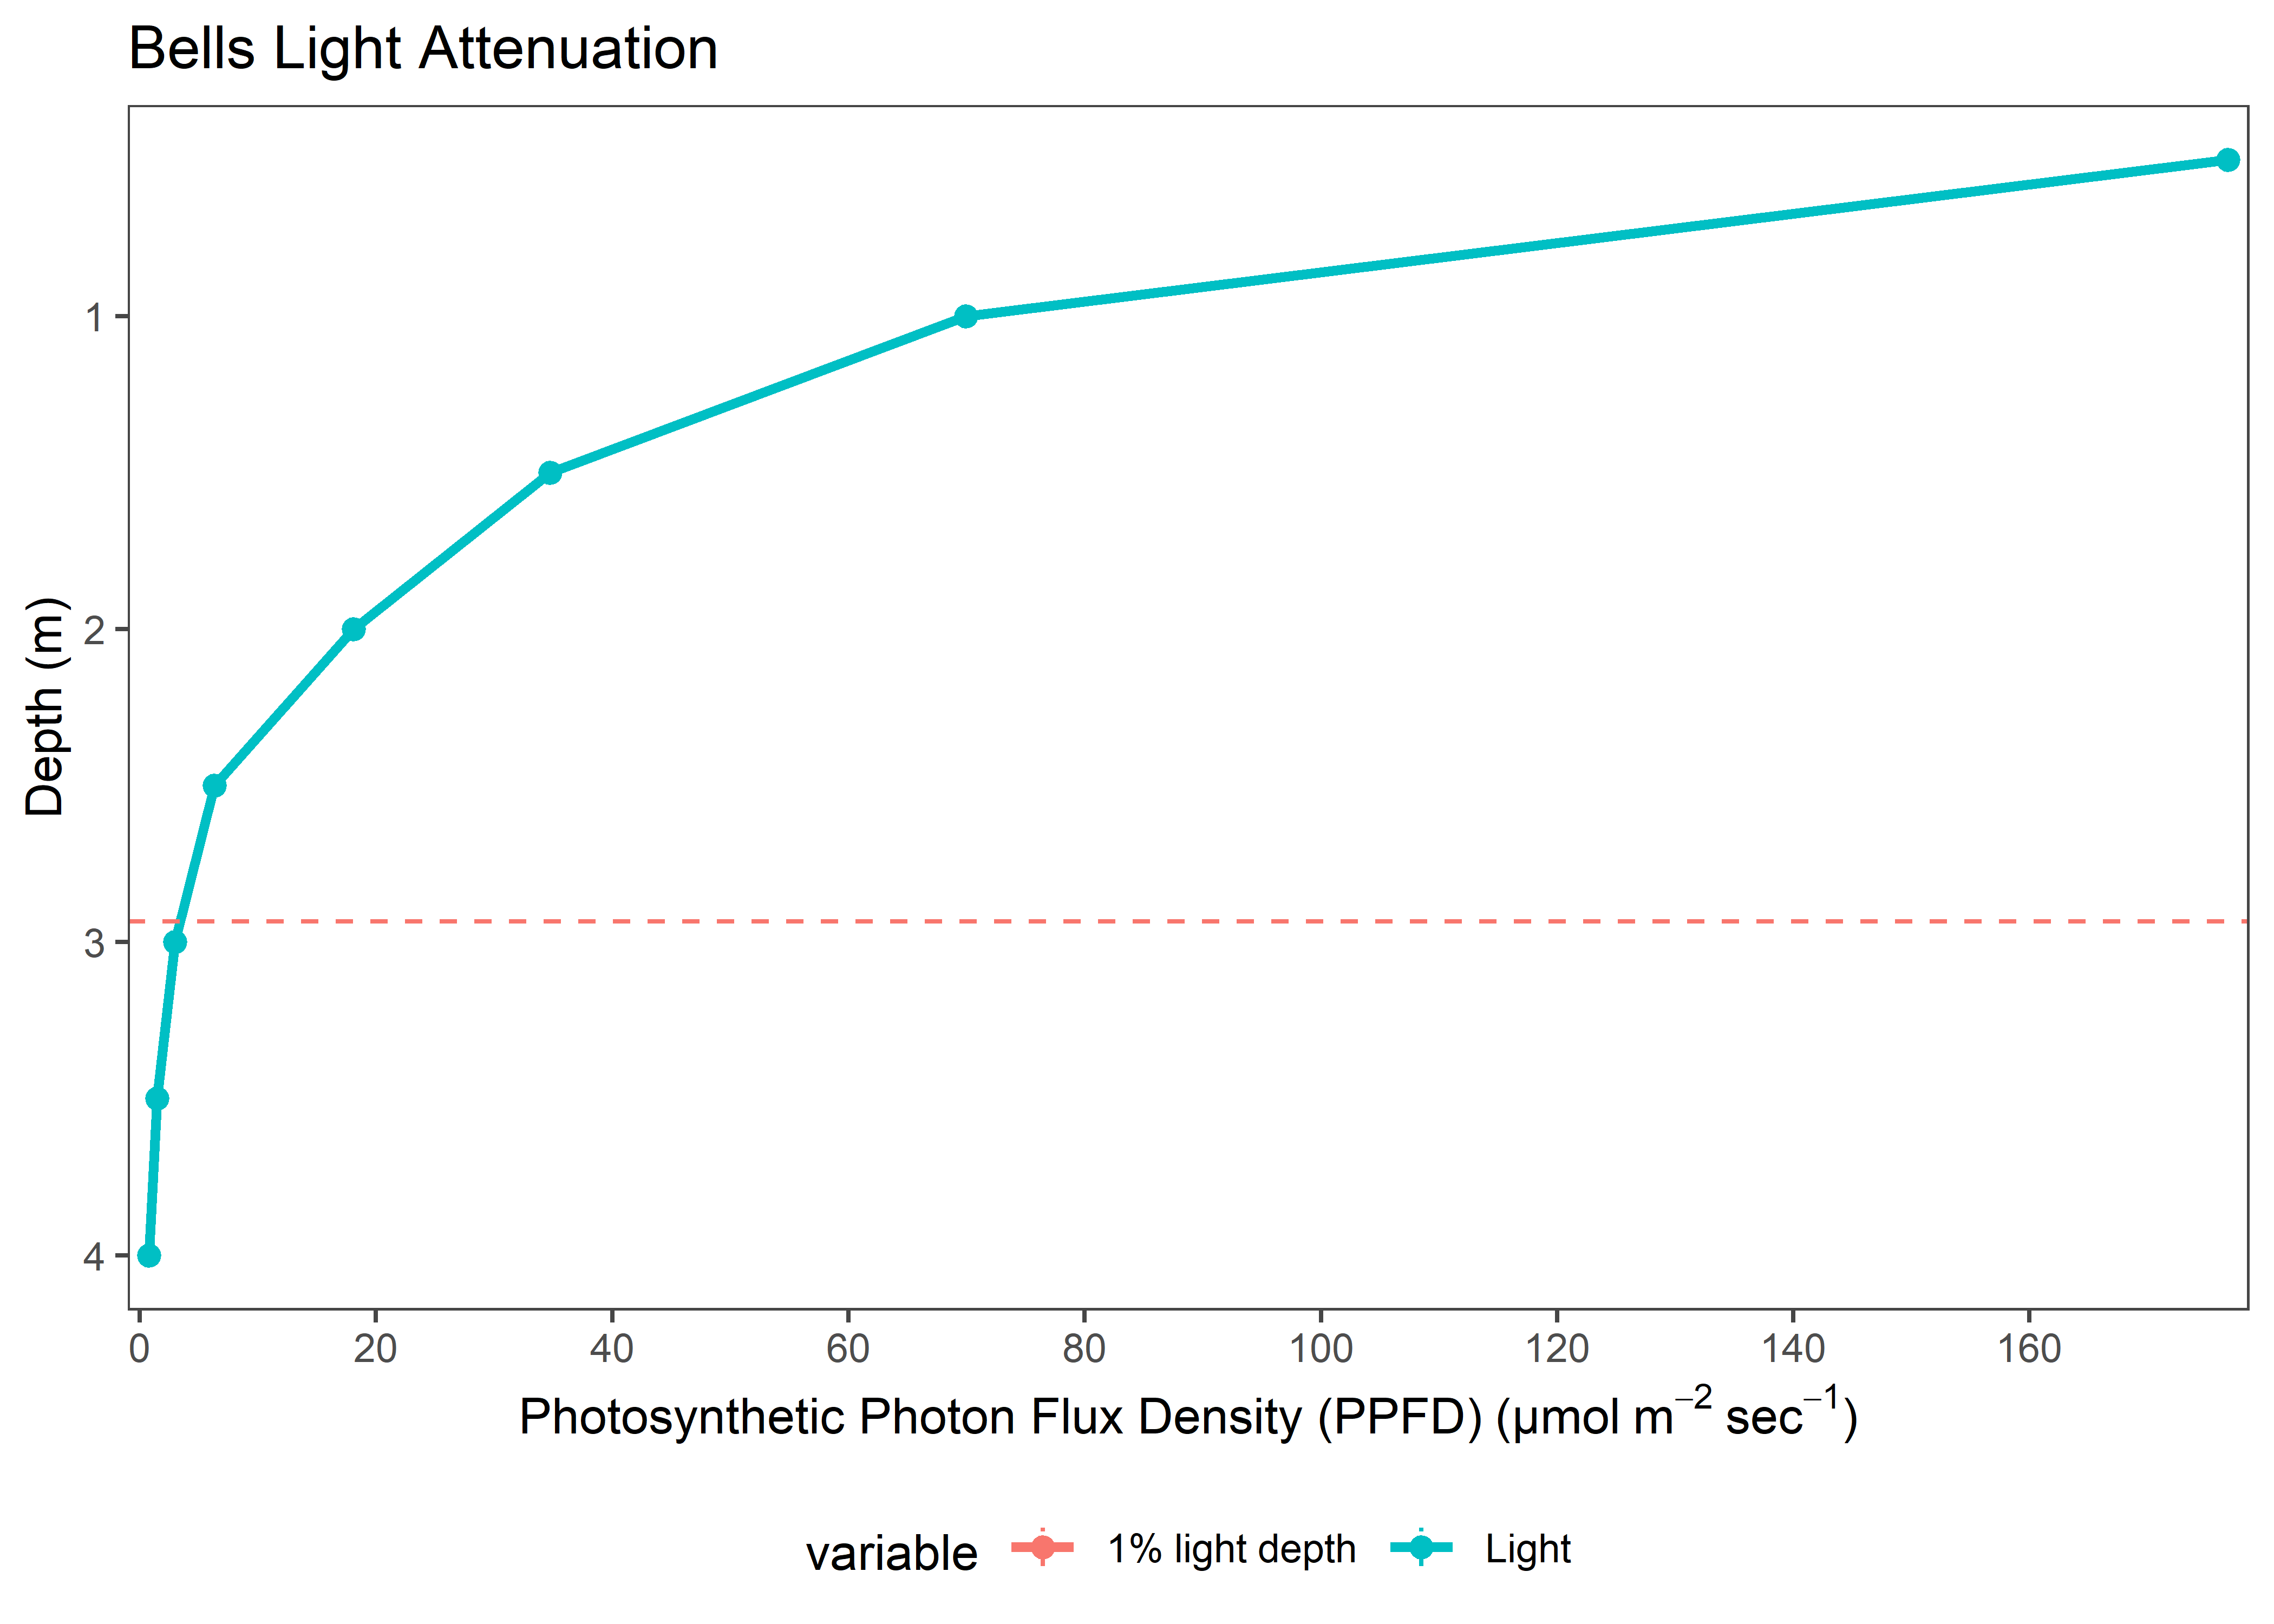 Bells Light Attenuation
Depth (m)
1
2
3
4
0 20 40 60 80 100 120 140 160
Photosynthetic Photon Flux Density (PPFD) (µmol m⁻² sec⁻¹)
variable 1% light depth Light